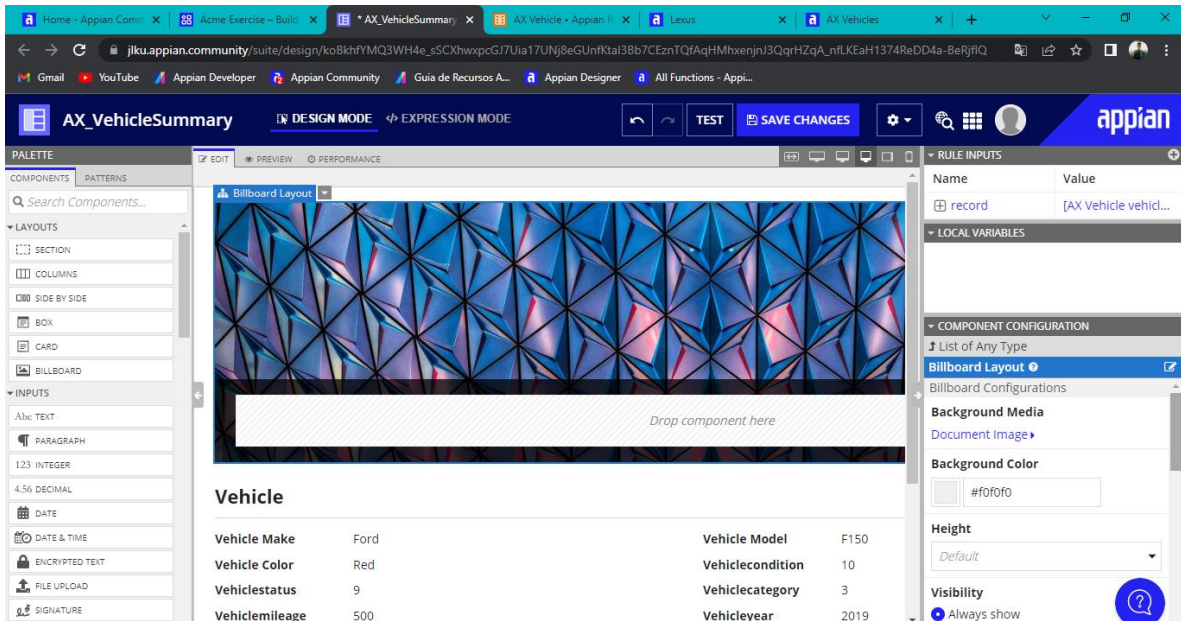 Home - Appian Comm
Acme Exercise – Build
* AX_VehicleSummary
AX Vehicle • Appian R
Lexus
AX Vehicles
jlku.appian.community/suite/design/
Gmail YouTube Appian Developer Appian Community Guia de Recursos A... Appian Designer All Functions - Appi...
AX_VehicleSummary DESIGN MODE </> EXPRESSION MODE TEST SAVE CHANGES appian
PALETTE
COMPONENTS PATTERNS
Search Components...
LAYOUTS
SECTION
COLUMNS
SIDE BY SIDE
BOX
CARD
BILLBOARD
INPUTS
Abc TEXT
PARAGRAPH
123 INTEGER
4.56 DECIMAL
DATE
DATE & TIME
ENCRYPTED TEXT
FILE UPLOAD
SIGNATURE
EDIT PREVIEW PERFORMANCE
Billboard Layout
Drop component here
Vehicle
Vehicle Make Ford Vehicle Model F150
Vehicle Color Red Vehiclecondition 10
Vehiclestatus 9 Vehiclecategory 3
Vehiclemileage 500 Vehicleyear 2019
RULE INPUTS
Name Value
record [AX Vehicle vehicl...
LOCAL VARIABLES
COMPONENT CONFIGURATION
List of Any Type
Billboard Layout
Billboard Configurations
Background Media
Document Image
Background Color
#f0f0f0
Height
Default
Visibility
Always show